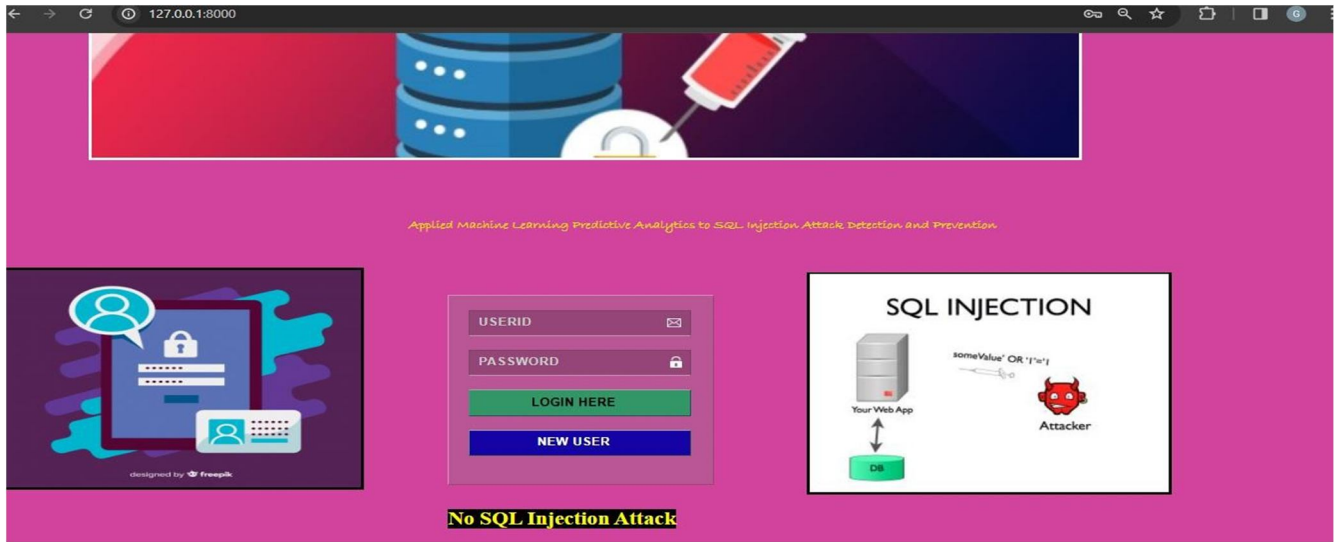 127.0.0.1:8000
G
Applied Machine Learning Predictive Analytics to SQL Injection Attack Detection and Prevention
designed by freepik
USERID
PASSWORD
LOGIN HERE
NEW USER
No SQL Injection Attack
SQL INJECTION
someValue' OR '1'='1
Your Web App
Attacker
DB